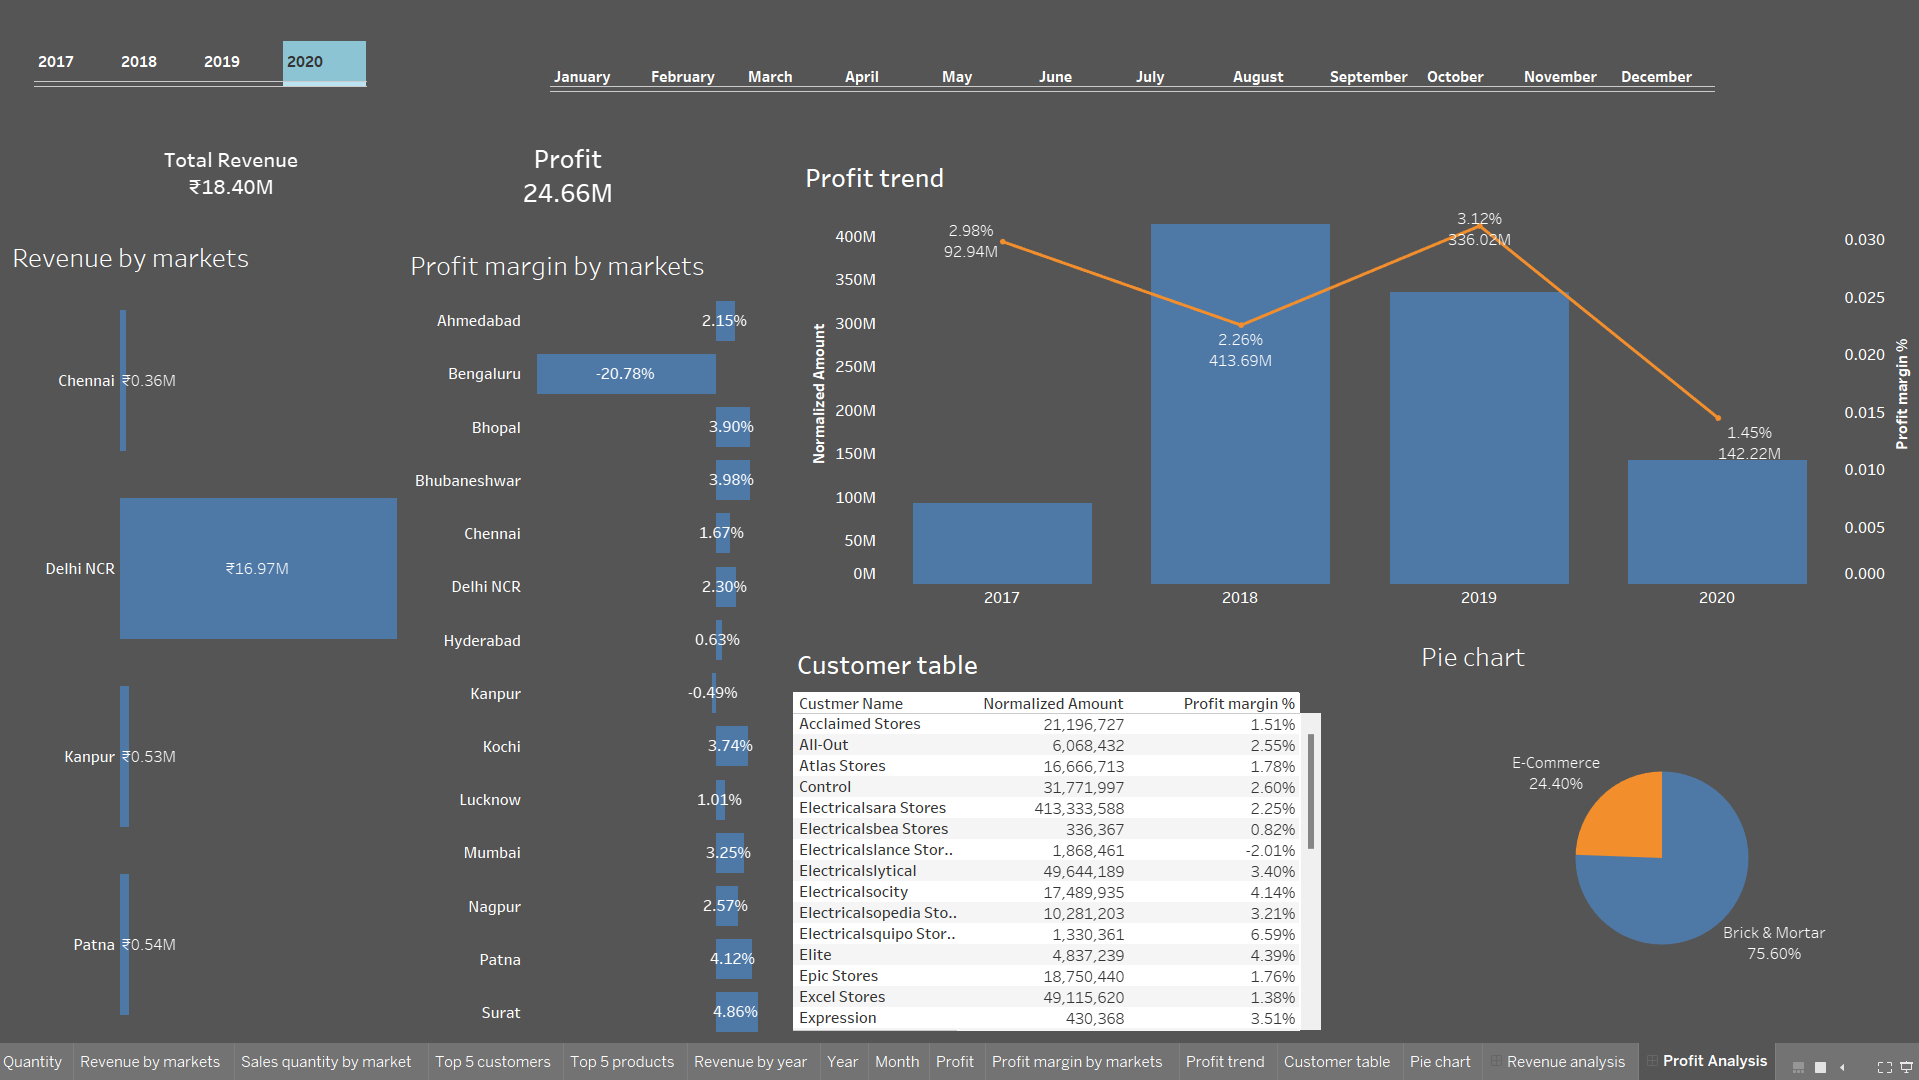 2017 2018 2019 2020
January February March April May June July August September October November December
Total Revenue
₹18.40M
Profit
24.66M
Revenue by markets
Chennai ₹0.36M
Delhi NCR ₹16.97M
Kanpur ₹0.53M
Patna ₹0.54M
Profit margin by markets
Ahmedabad 2.15%
Bengaluru -20.78%
Bhopal 3.90%
Bhubaneshwar 3.98%
Chennai 1.67%
Delhi NCR 2.30%
Hyderabad 0.63%
Kanpur -0.49%
Kochi 3.74%
Lucknow 1.01%
Mumbai 3.25%
Nagpur 2.57%
Patna 4.12%
Surat 4.86%
Profit trend
Normalized Amount
400M
350M
300M
250M
200M
150M
100M
50M
0M
2.98%
92.94M
2.26%
413.69M
3.12%
336.02M
1.45%
142.22M
0.030
0.025
0.020
0.015
0.010
0.005
0.000
Profit margin %
2017 2018 2019 2020
Customer table
Custmer Name Normalized Amount Profit margin %
Acclaimed Stores 21,196,727 1.51%
All-Out 6,068,432 2.55%
Atlas Stores 16,666,713 1.78%
Control 31,771,997 2.60%
Electricalsara Stores 413,333,588 2.25%
Electricalsbea Stores 336,367 0.82%
Electricalslance Stor.. 1,868,461 -2.01%
Electricalslytical 49,644,189 3.40%
Electricalsocity 17,489,935 4.14%
Electricalsopedia Sto.. 10,281,203 3.21%
Electricalsquipo Stor.. 1,330,361 6.59%
Elite 4,837,239 4.39%
Epic Stores 18,750,440 1.76%
Excel Stores 49,115,620 1.38%
Expression 430,368 3.51%
Pie chart
E-Commerce
24.40%
Brick & Mortar
75.60%
Quantity Revenue by markets Sales quantity by market Top 5 customers Top 5 products Revenue by year Year Month Profit Profit margin by markets Profit trend Customer table Pie chart Revenue analysis Profit Analysis